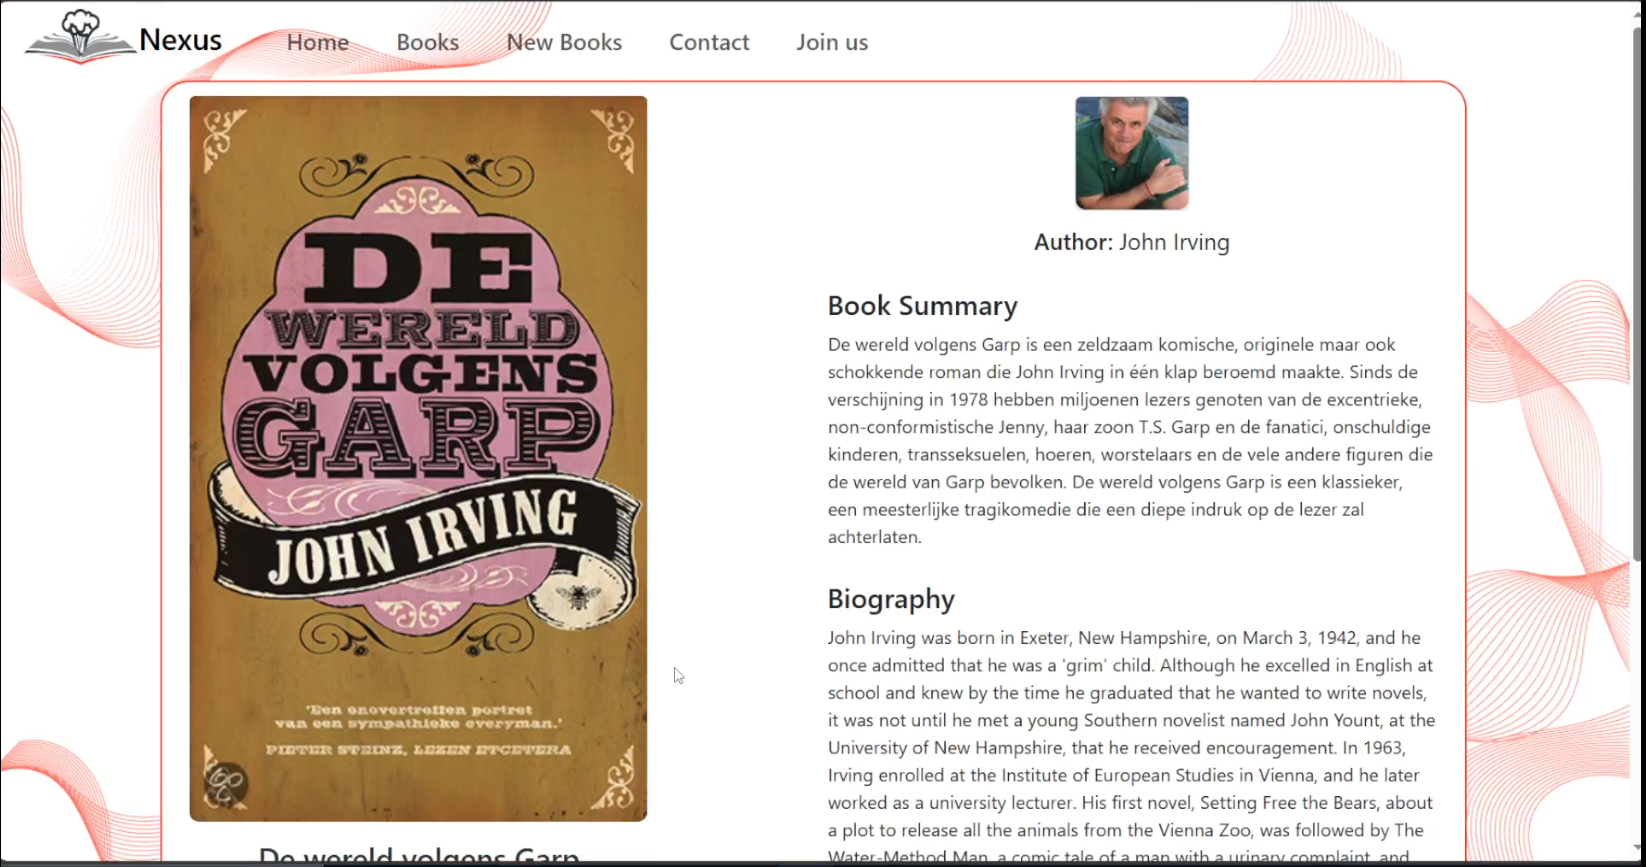 Nexus
Home
Books
New Books
Contact
Join us
DE
WERELD
VOLGENS
GARP
JOHN IRVING
'Een onovertroffen portret
van een sympathieke everyman.'
PIETER STEINZ, LEZEN ETCETERA
De wereld volgens Garp
Author: John Irving
Book Summary
De wereld volgens Garp is een zeldzaam komische, originele maar ook
schokkende roman die John Irving in één klap beroemd maakte. Sinds de
verschijning in 1978 hebben miljoenen lezers genoten van de excentrieke,
non-conformistische Jenny, haar zoon T.S. Garp en de fanatici, onschuldige
kinderen, transseksuelen, hoeren, worstelaars en de vele andere figuren die
de wereld van Garp bevolken. De wereld volgens Garp is een klassieker,
een meesterlijke tragikomedie die een diepe indruk op de lezer zal
achterlaten.
Biography
John Irving was born in Exeter, New Hampshire, on March 3, 1942, and he
once admitted that he was a 'grim' child. Although he excelled in English at
school and knew by the time he graduated that he wanted to write novels,
it was not until he met a young Southern novelist named John Yount, at the
University of New Hampshire, that he received encouragement. In 1963,
Irving enrolled at the Institute of European Studies in Vienna, and he later
worked as a university lecturer. His first novel, Setting Free the Bears, about
a plot to release all the animals from the Vienna Zoo, was followed by The
Water-Method Man, a comic tale of a man with a urinary complaint, and